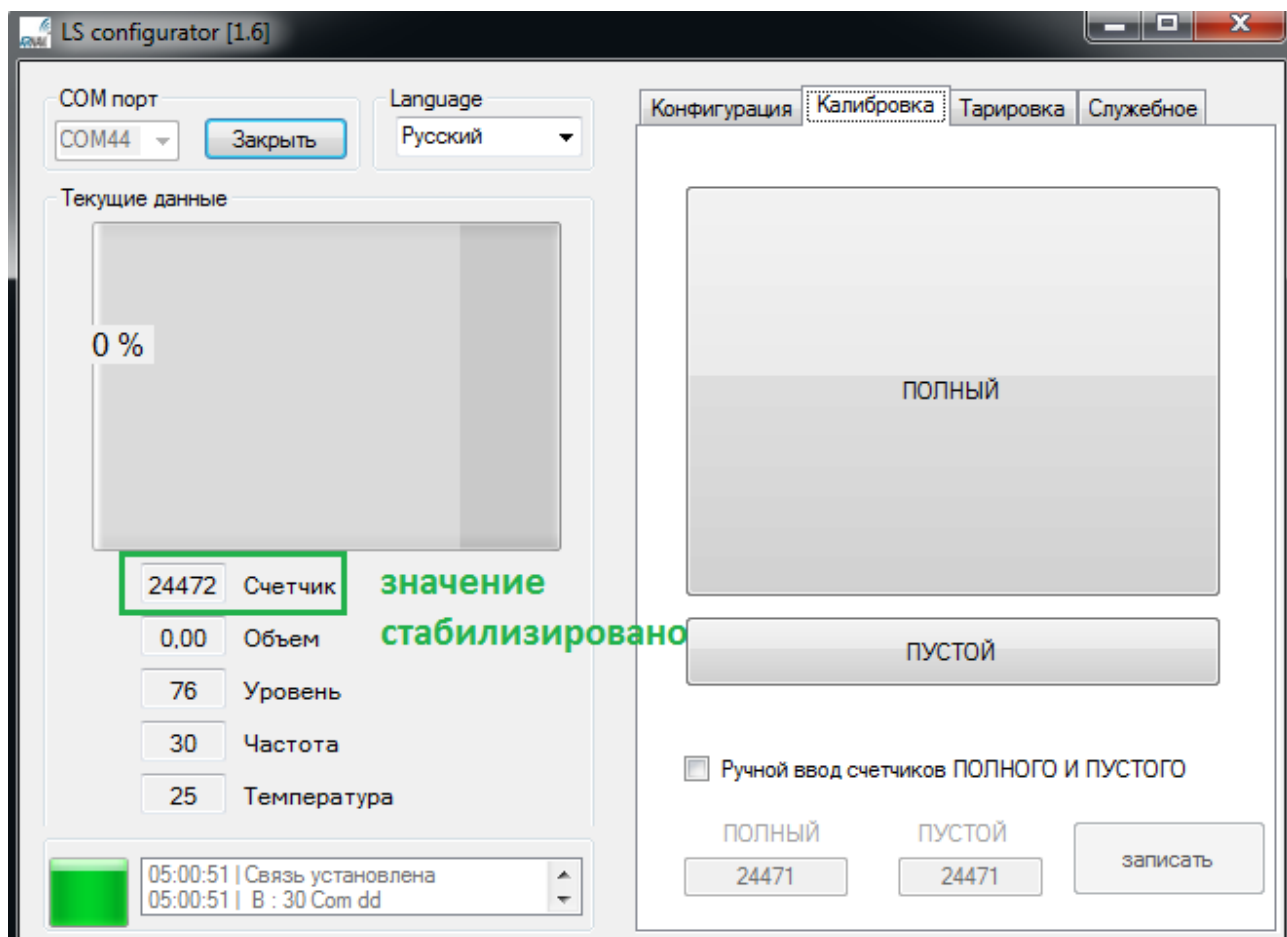 LS configurator [1.6]
COM порт
COM44
Закрыть
Language
Русский
Текущие данные
0 %
24472 Счетчик
значение
стабилизировано
0,00 Объем
76 Уровень
30 Частота
25 Температура
05:00:51 | Связь установлена
05:00:51 | B : 30 Com dd
Конфигурация Калибровка Тарировка Служебное
ПОЛНЫЙ
ПУСТОЙ
Ручной ввод счетчиков ПОЛНОГО И ПУСТОГО
ПОЛНЫЙ ПУСТОЙ
24471 24471
записать